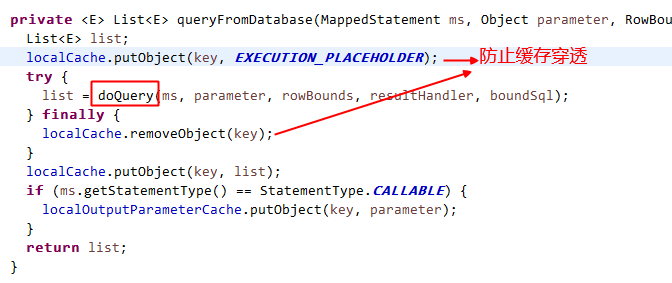 private <E> List<E> queryFromDatabase(MappedStatement ms, Object parameter, RowBou
List<E> list;
localCache.putObject(key, EXECUTION_PLACEHOLDER); 防止缓存穿透
try {
list = doQuery(ms, parameter, rowBounds, resultHandler, boundSql);
} finally {
localCache.removeObject(key);
}
localCache.putObject(key, list);
if (ms.getStatementType() == StatementType.CALLABLE) {
localOutputParameterCache.putObject(key, parameter);
}
return list;
}